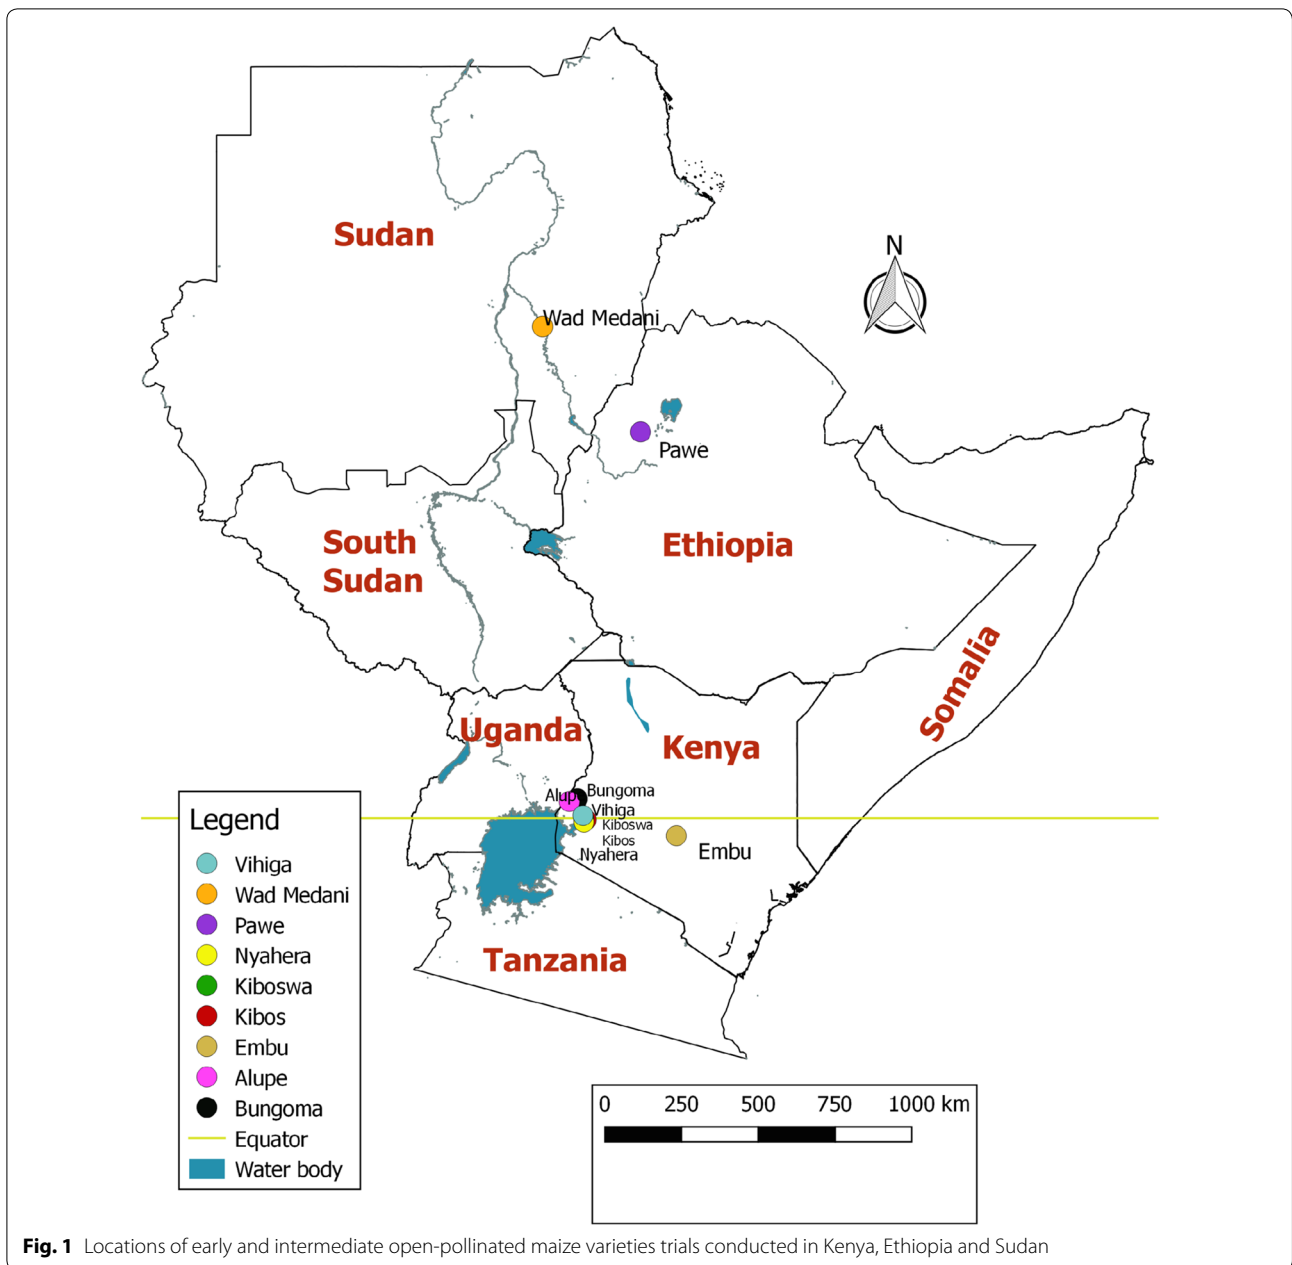 N
Sudan
Wad Medani
Pawe
South
Sudan
Ethiopia
Somalia
Uganda
Kenya
Alupe
Bungoma
Vihiga
Kiboswa
Kibos
Nyahera
Embu
Tanzania
Legend
Vihiga
Wad Medani
Pawe
Nyahera
Kiboswa
Kibos
Embu
Alupe
Bungoma
Equator
Water body
0 250 500 750 1000 km
Fig. 1 Locations of early and intermediate open-pollinated maize varieties trials conducted in Kenya, Ethiopia and Sudan